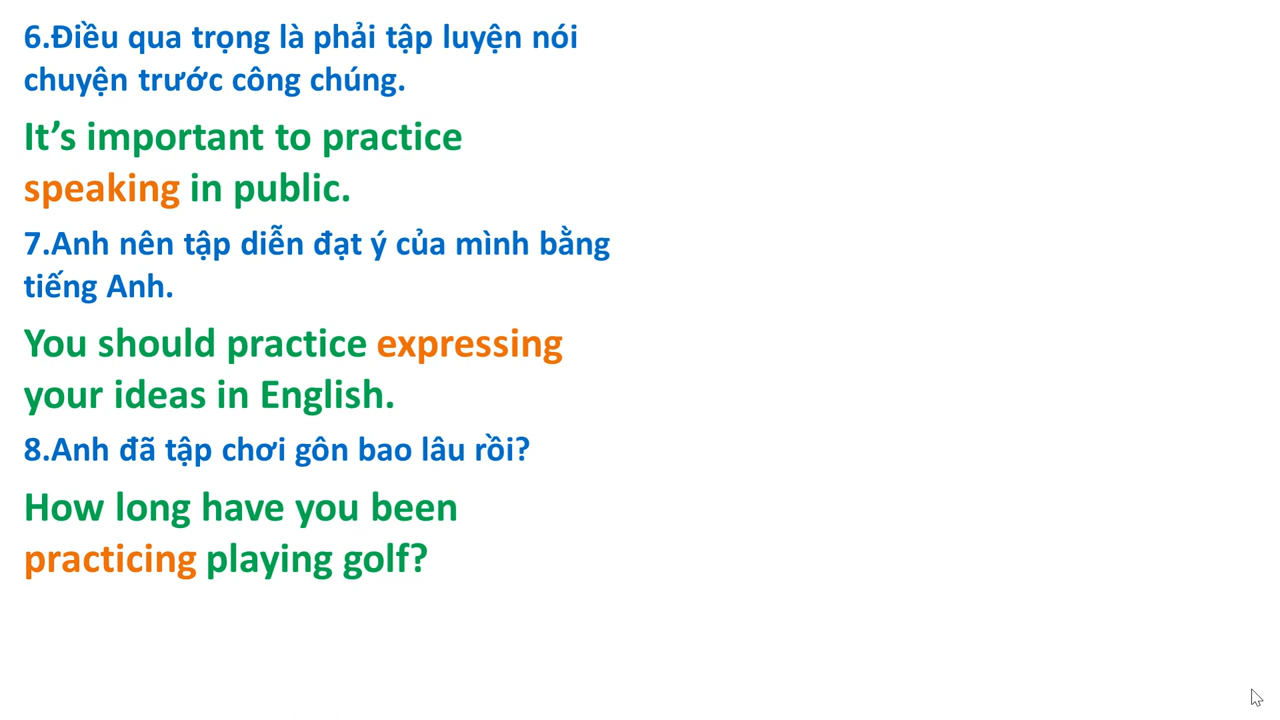 6.Điều qua trọng là phải tập luyện nói
chuyện trước công chúng.
It’s important to practice
speaking in public.
7.Anh nên tập diễn đạt ý của mình bằng
tiếng Anh.
You should practice expressing
your ideas in English.
8.Anh đã tập chơi gôn bao lâu rồi?
How long have you been
practicing playing golf?